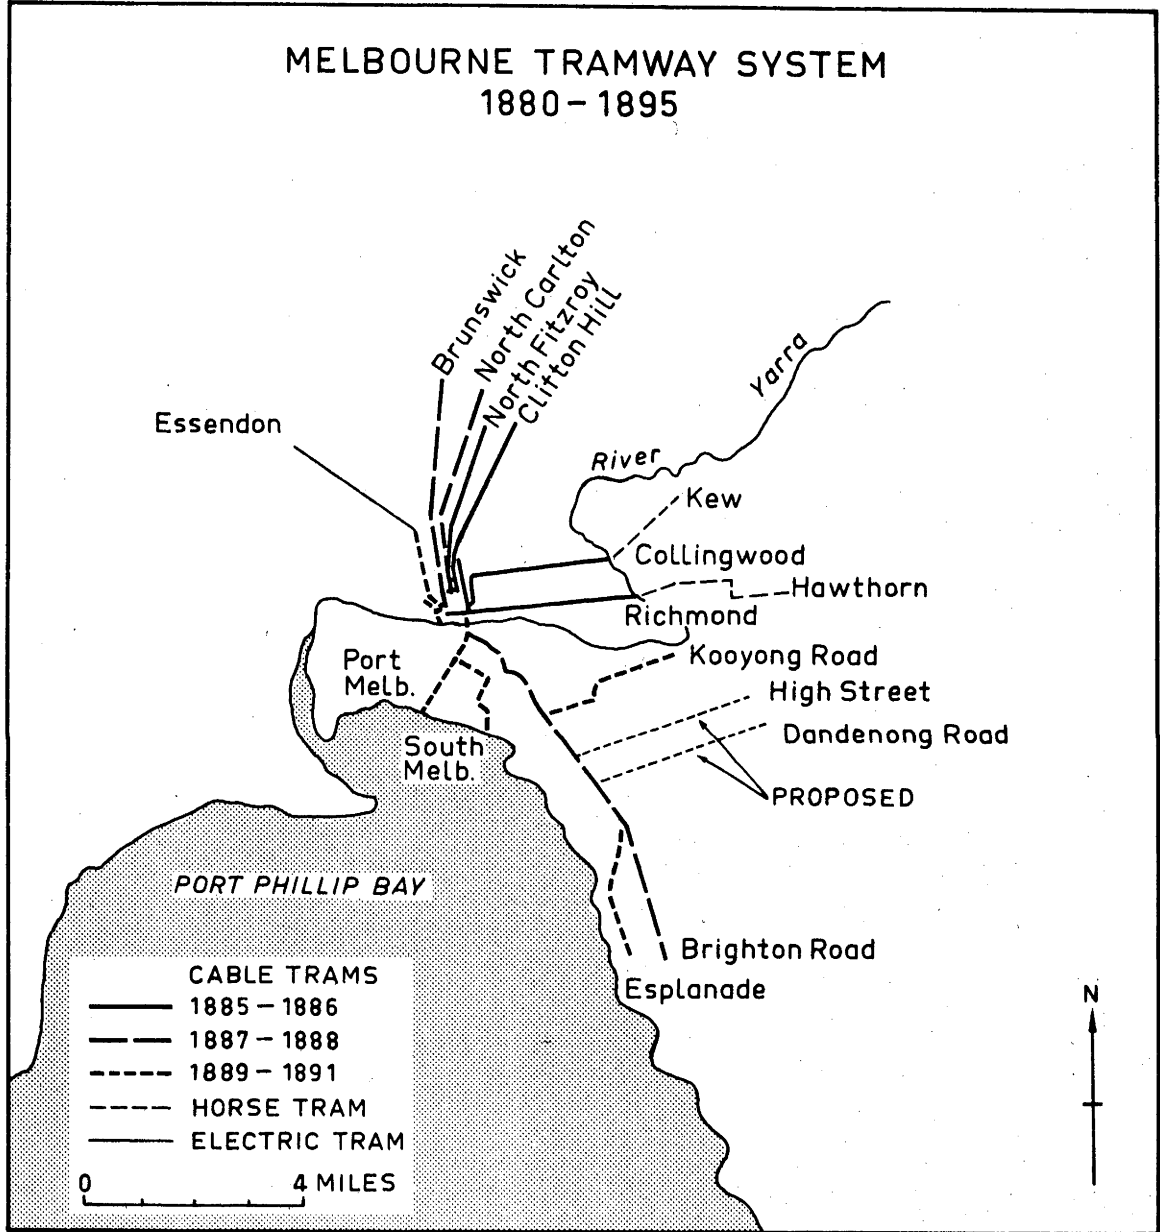 MELBOURNE TRAMWAY SYSTEM
1880-1895
Brunswick
North Carlton
North Fitzroy
Clifton Hill
Essendon
Yarra
River
Kew
Collingwood
Hawthorn
Richmond
Kooyong Road
Port
Melb.
High Street
Dandenong Road
South
Melb.
PROPOSED
PORT PHILLIP BAY
Brighton Road
Esplanade
CABLE TRAMS
1885-1886
1887-1888
1889-1891
HORSE TRAM
ELECTRIC TRAM
0 4 MILES
N